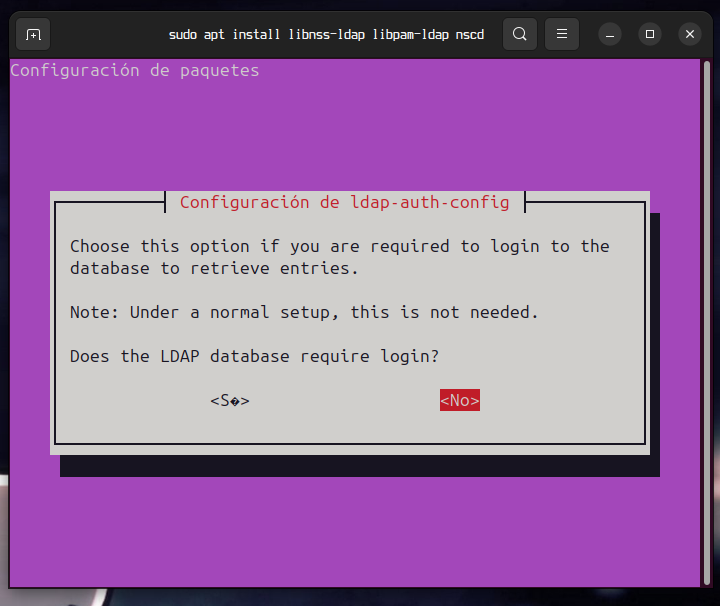 sudo apt install libnss-ldap libpam-ldap nscd
Configuración de paquetes
Configuración de ldap-auth-config
Choose this option if you are required to login to the
database to retrieve entries.
Note: Under a normal setup, this is not needed.
Does the LDAP database require login?
<S�> <No>